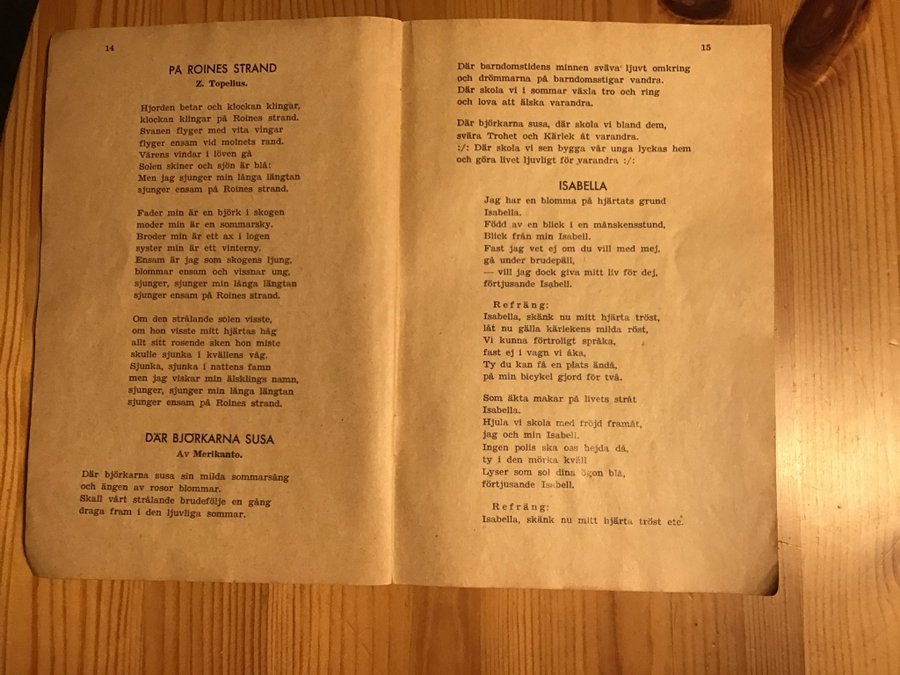 14
PÅ ROINES STRAND
Z. Topelius.
Hjorden betar och klockan klingar,
klockan klingar på Roines strand.
Svanen flyger med vita vingar
flyger ensam vid molnets rand.
Vårens vindar i löven gå
Solen skiner och sjön är blå:
Men jag sjunger min långa längtan
sjunger ensam på Roines strand.
Fader min är en björk i skogen
moder min är en sommarsky.
Broder min är ett ax i logen
syster min är ett vinterny.
Ensam är jag som skogens ljung,
blommar ensam och vissnar ung,
sjunger, sjunger min långa längtan
sjunger ensam på Roines strand.
Om den strålande solen visste,
om hon visste mitt hjärtas håg
allt sitt rosende sken hon miste
skulle sjunka i kvällens våg.
Sjunka, sjunka i nattens famn
men jag viskar min älsklings namn,
sjunger, sjunger min långa längtan
sjunger ensam på Roines strand.
DÄR BJÖRKARNA SUSA
Av Merikanto.
Där björkarna susa sin milda sommarsång
och ängen av rosor blommar.
Skall vårt strålande brudefölje en gång
draga fram i den ljuvliga sommar.
15
Där barndomstidens minnen sväva ljuvt omkring
och drömmarna på barndomsstigar vandra.
Där skola vi i sommar växla tro och ring
och lova att älska varandra.
Där björkarna susa, där skola vi bland dem,
svära Trohet och Kärlek åt varandra.
:/: Där skola vi sen bygga vår unga lyckas hem
och göra livet ljuvligt för varandra :/:
ISABELLA
Jag har en blomma på hjärtats grund
Isabella.
Född av en blick i en månskensstund,
Blick från min Isabell.
Fast jag vet ej om du vill med mej,
gå under brudepäll,
— vill jag dock giva mitt liv för dej,
förtjusande Isabell.
Refräng:
Isabella, skänk nu mitt hjärta tröst,
låt nu gälla kärlekens milda röst,
Vi kunna förtroligt språka,
fast ej i vagn vi åka,
Ty du kan få en plats ändå,
på min bicykel gjord för två.
Som äkta makar på livets stråt
Isabella.
Hjula vi skola med fröjd framåt,
jag och min Isabell.
Ingen polis ska oss hejda då,
ty i den mörka kväll
Lyser som sol dina ögon blå,
förtjusande Isabell.
Refräng:
Isabella, skänk nu mitt hjärta tröst etc.